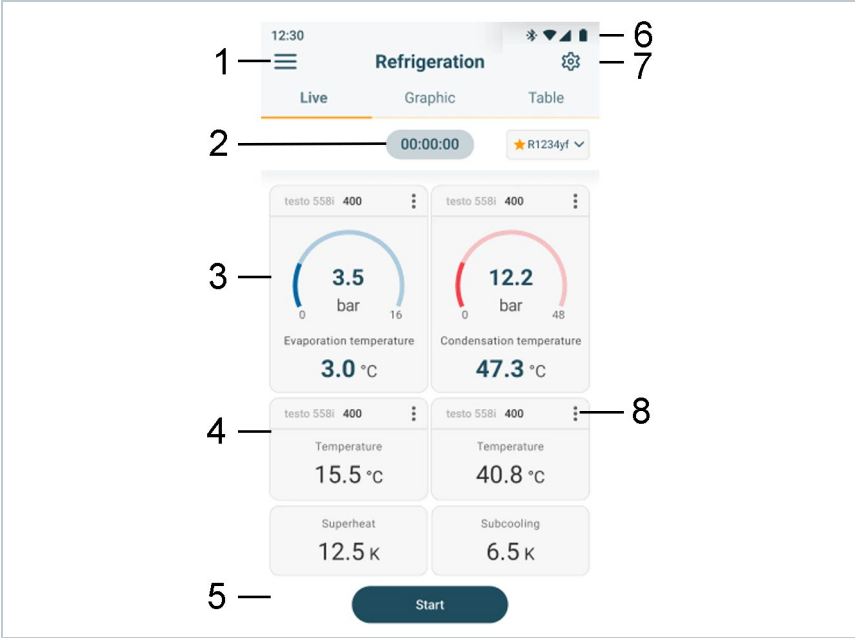 12:30
6
1
Refrigeration
7
Live Graphic Table
2
00:00:00
R1234yf
testo 558i 400
testo 558i 400
3
3.5
bar
0 16
12.2
bar
0 48
Evaporation temperature
3.0 °C
Condensation temperature
47.3 °C
testo 558i 400
testo 558i 400
8
4
Temperature
15.5 °C
Temperature
40.8 °C
Superheat
12.5 K
Subcooling
6.5 K
5
Start